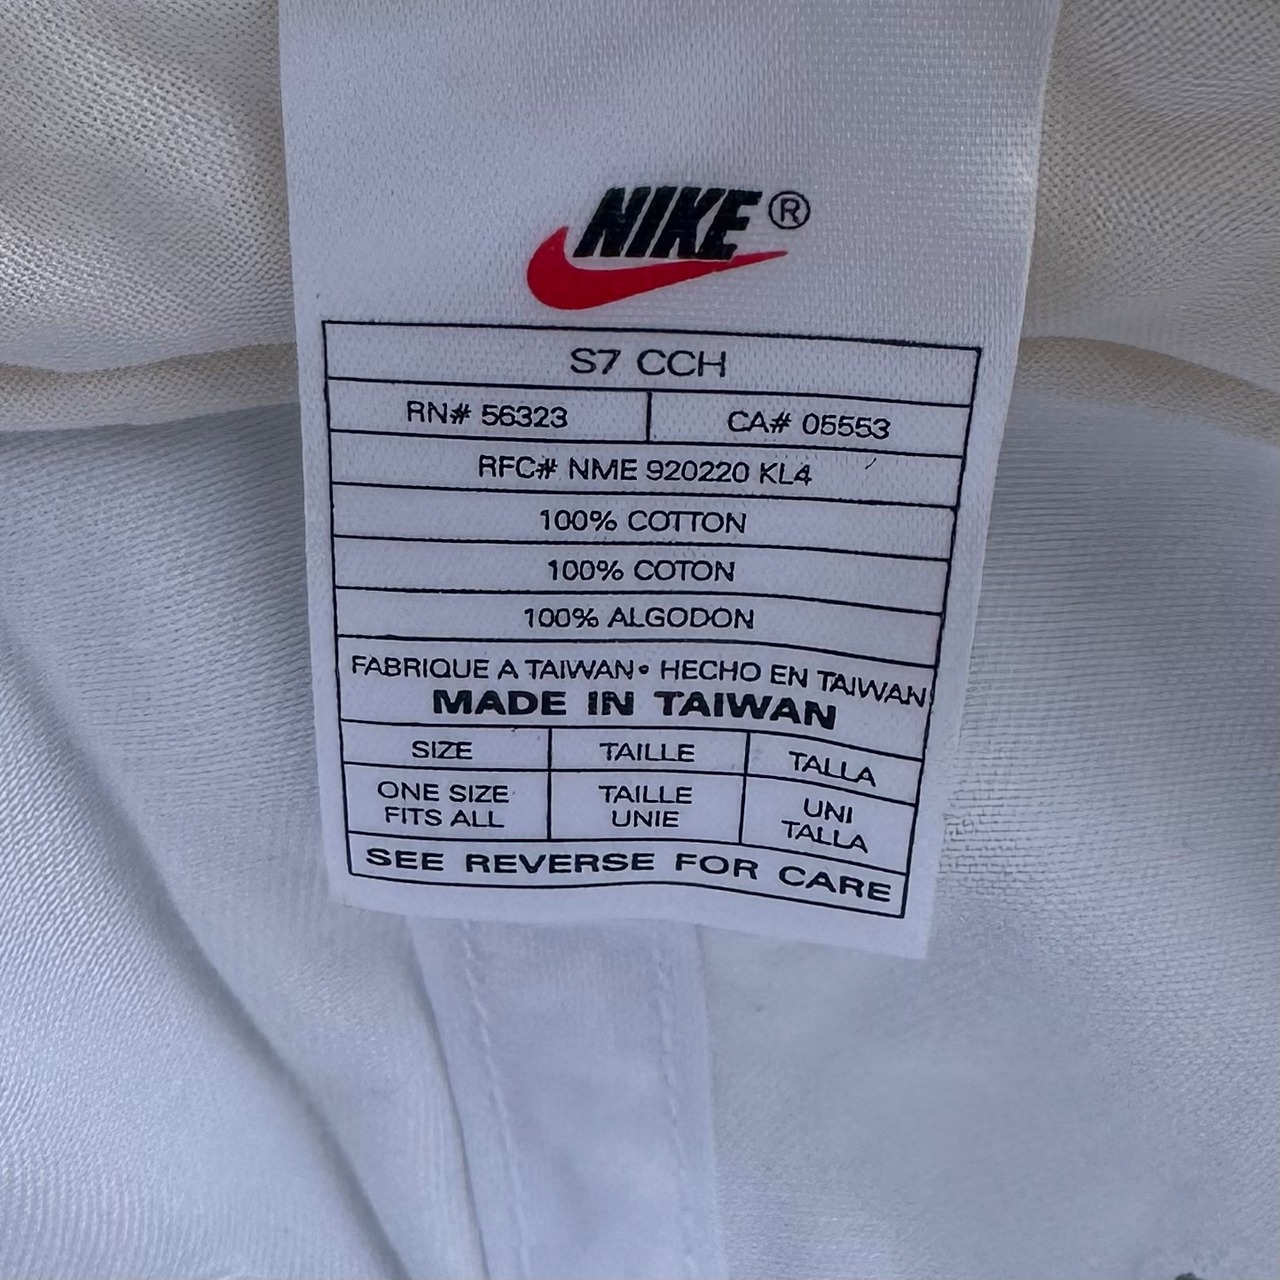 NIKE®
S7 CCH
RN# 56323 CA# 05553
RFC# NME 920220 KL4
100% COTTON
100% COTON
100% ALGODON
FABRIQUE A TAIWAN • HECHO EN TAIWAN
MADE IN TAIWAN
SIZE TAILLE TALLA
ONE SIZE TAILLE UNI
FITS ALL UNIE TALLA
SEE REVERSE FOR CARE